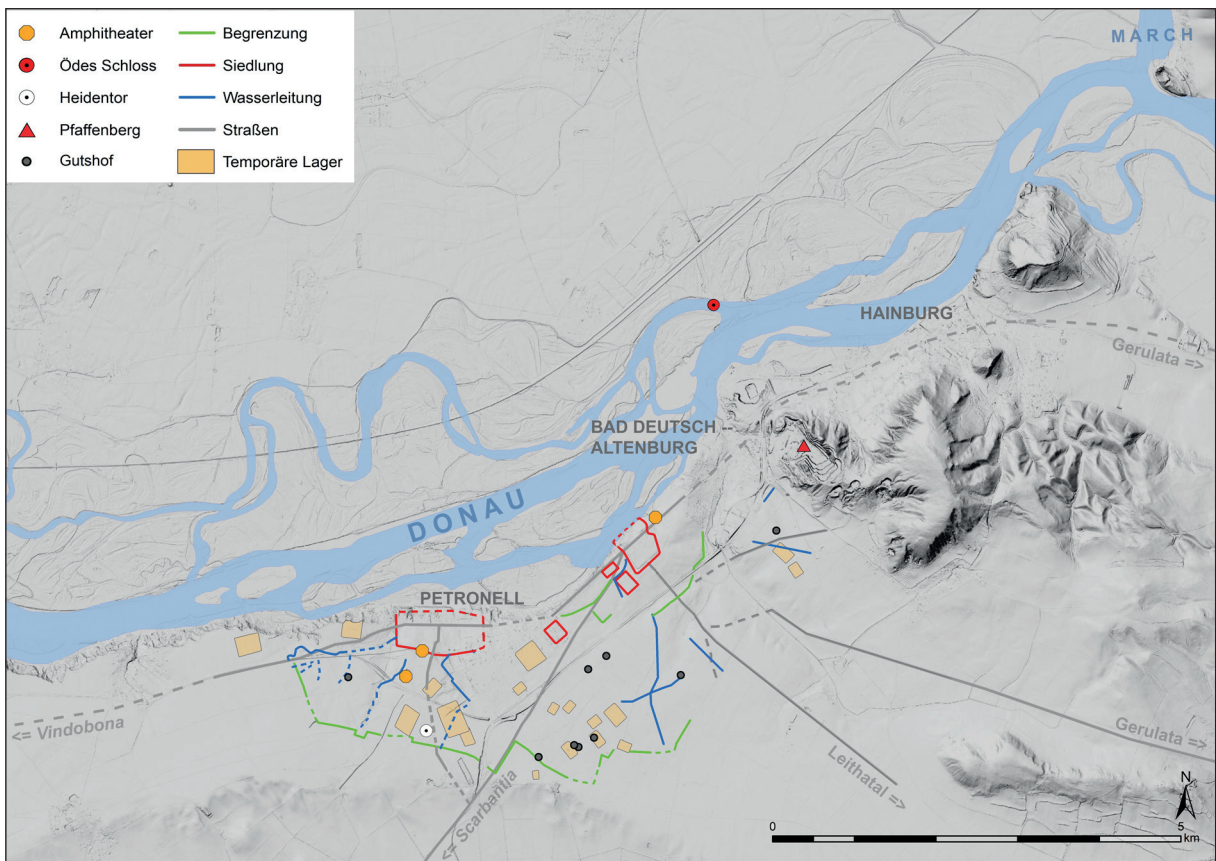 Amphitheater
Ödes Schloss
Heidentor
Pfaffenberg
Gutshof
Begrenzung
Siedlung
Wasserleitung
Straßen
Temporäre Lager
MARCH
HAINBURG
Gerulata =>
BAD DEUTSCH --
ALTENBURG
DONAU
PETRONELL
<= Vindobona
<= Scarbantia
Leithatal =>
Gerulata =>
N
0 5
km